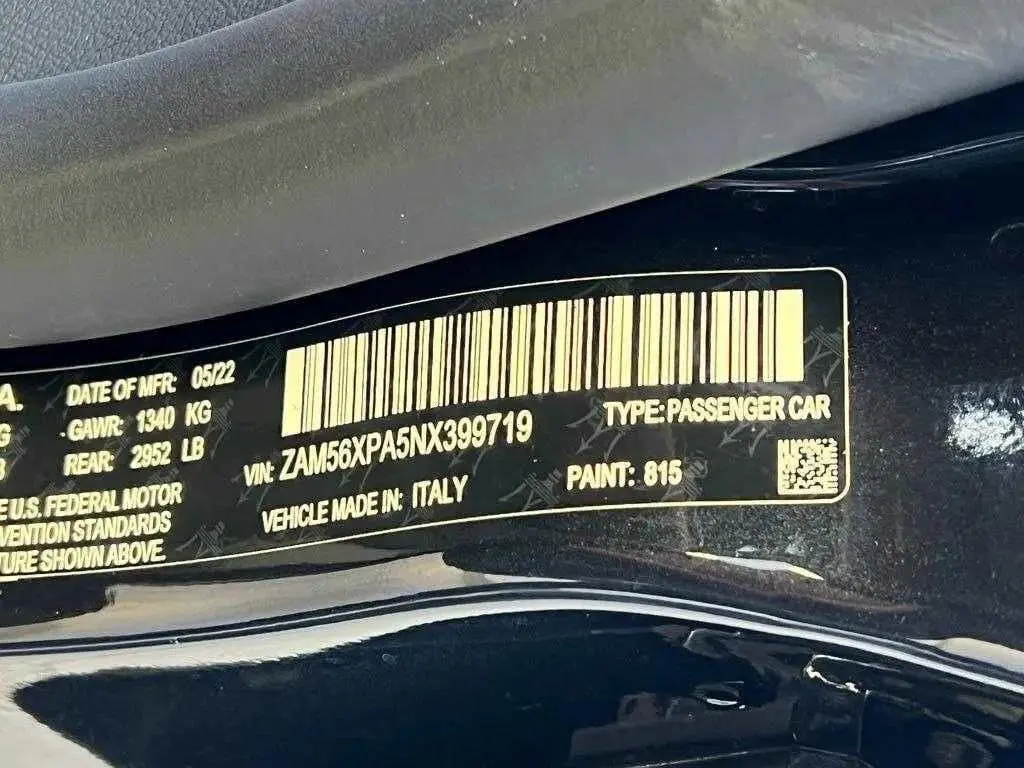 A.
DATE OF MFR: 05/22
G
GAWR: 1340 KG
REAR: 2952 LB
E U.S. FEDERAL MOTOR
VENTION STANDARDS
TURE SHOWN ABOVE.
VIN: ZAM56XPA5NX399719
VEHICLE MADE IN: ITALY
TYPE: PASSENGER CAR
PAINT: 815